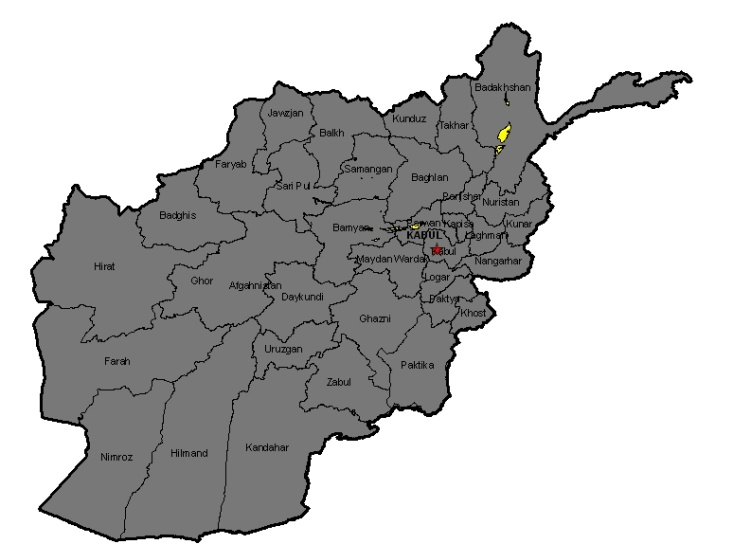 Badakhshan
Jawzjan
Balkh
Kunduz
Takhar
Faryab
Samangan
Baghlan
Sari Pul
Panjsher
Nuristan
Badghis
Bamyan
Parwan
Kapisa
Kunar
KABUL
Laghman
Kabul
Hirat
Maydan Wardak
Nangarhar
Ghor
Afgahnistan
Logar
Daykundi
Paktya
Khost
Ghazni
Uruzgan
Farah
Paktika
Zabul
Kandahar
Hilmand
Nimroz